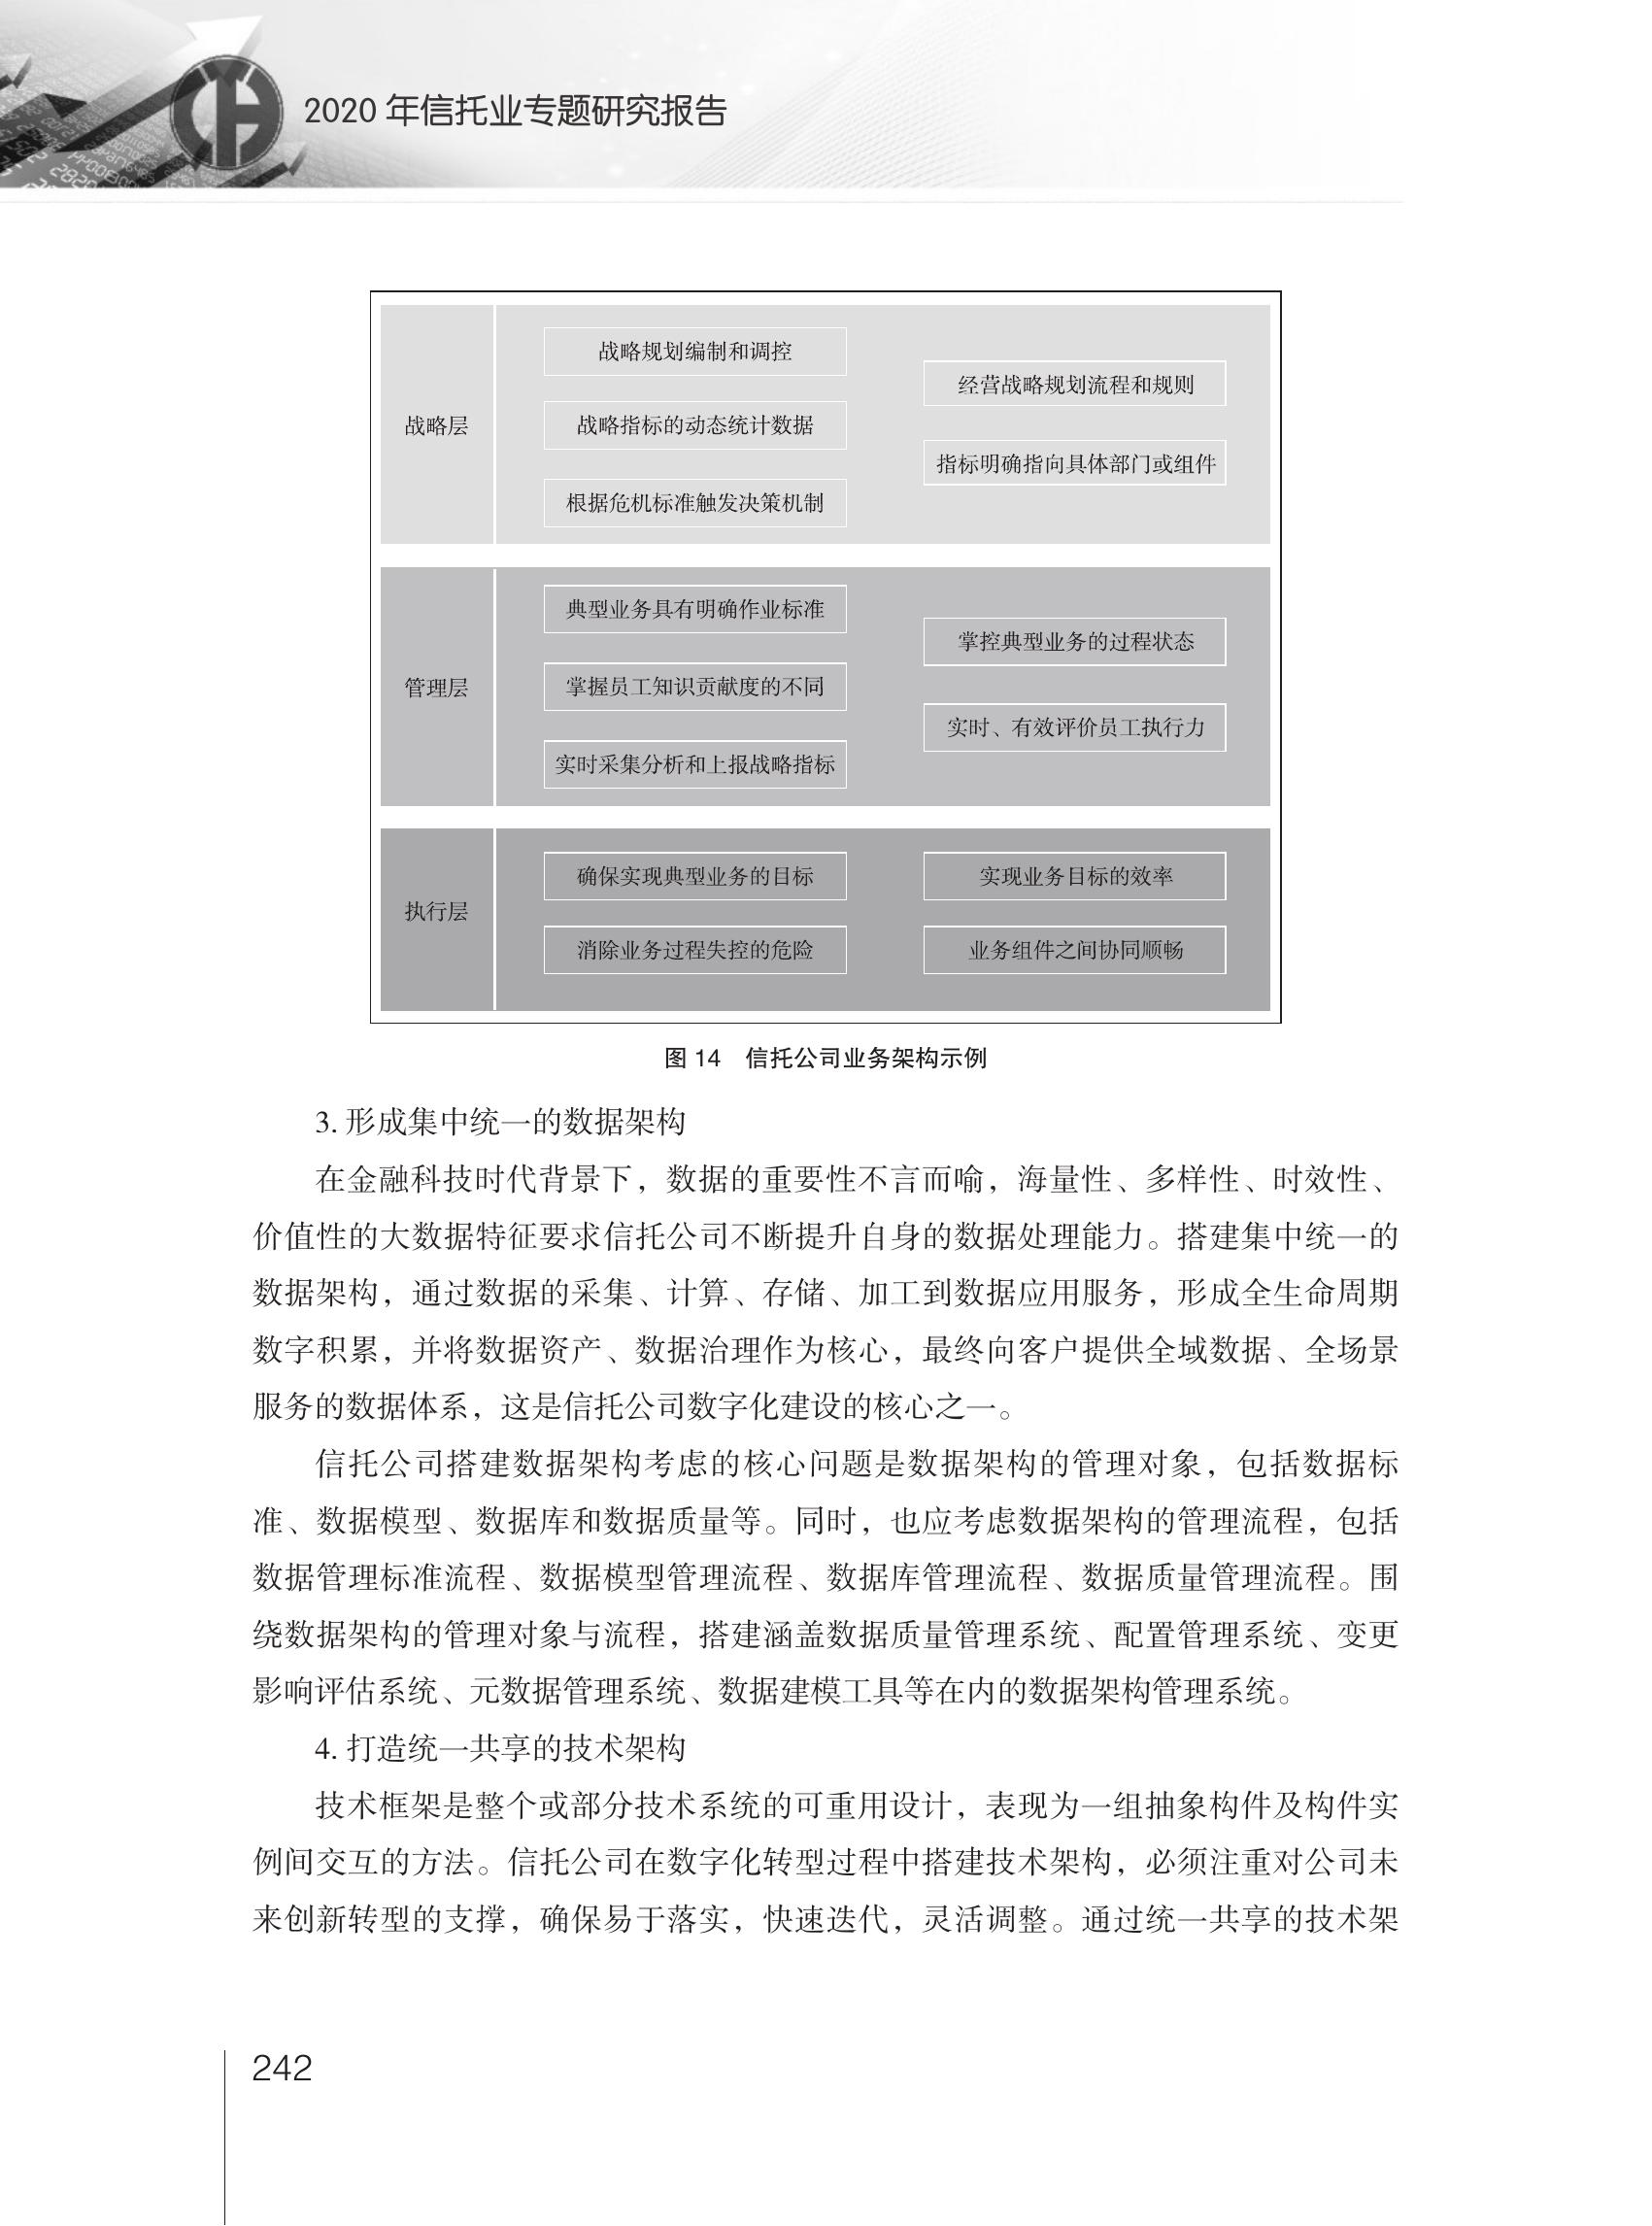 2020 年信托业专题研究报告
战略层
战略规划编制和调控
战略指标的动态统计数据
根据危机标准触发决策机制
经营战略规划流程和规则
指标明确指向具体部门或组件
管理层
典型业务具有明确作业标准
掌握员工知识贡献度的不同
实时采集分析和上报战略指标
掌控典型业务的过程状态
实时、有效评价员工执行力
执行层
确保实现典型业务的目标
消除业务过程失控的危险
实现业务目标的效率
业务组件之间协同顺畅
图 14 信托公司业务架构示例
3. 形成集中统一的数据架构
在金融科技时代背景下，数据的重要性不言而喻，海量性、多样性、时效性、
价值性的大数据特征要求信托公司不断提升自身的数据处理能力。搭建集中统一的
数据架构，通过数据的采集、计算、存储、加工到数据应用服务，形成全生命周期
数字积累，并将数据资产、数据治理作为核心，最终向客户提供全域数据、全场景
服务的数据体系，这是信托公司数字化建设的核心之一。
信托公司搭建数据架构考虑的核心问题是数据架构的管理对象，包括数据标
准、数据模型、数据库和数据质量等。同时，也应考虑数据架构的管理流程，包括
数据管理标准流程、数据模型管理流程、数据库管理流程、数据质量管理流程。围
绕数据架构的管理对象与流程，搭建涵盖数据质量管理系统、配置管理系统、变更
影响评估系统、元数据管理系统、数据建模工具等在内的数据架构管理系统。
4. 打造统一共享的技术架构
技术框架是整个或部分技术系统的可重用设计，表现为一组抽象构件及构件实
例间交互的方法。信托公司在数字化转型过程中搭建技术架构，必须注重对公司未
来创新转型的支撑，确保易于落实，快速迭代，灵活调整。通过统一共享的技术架
242